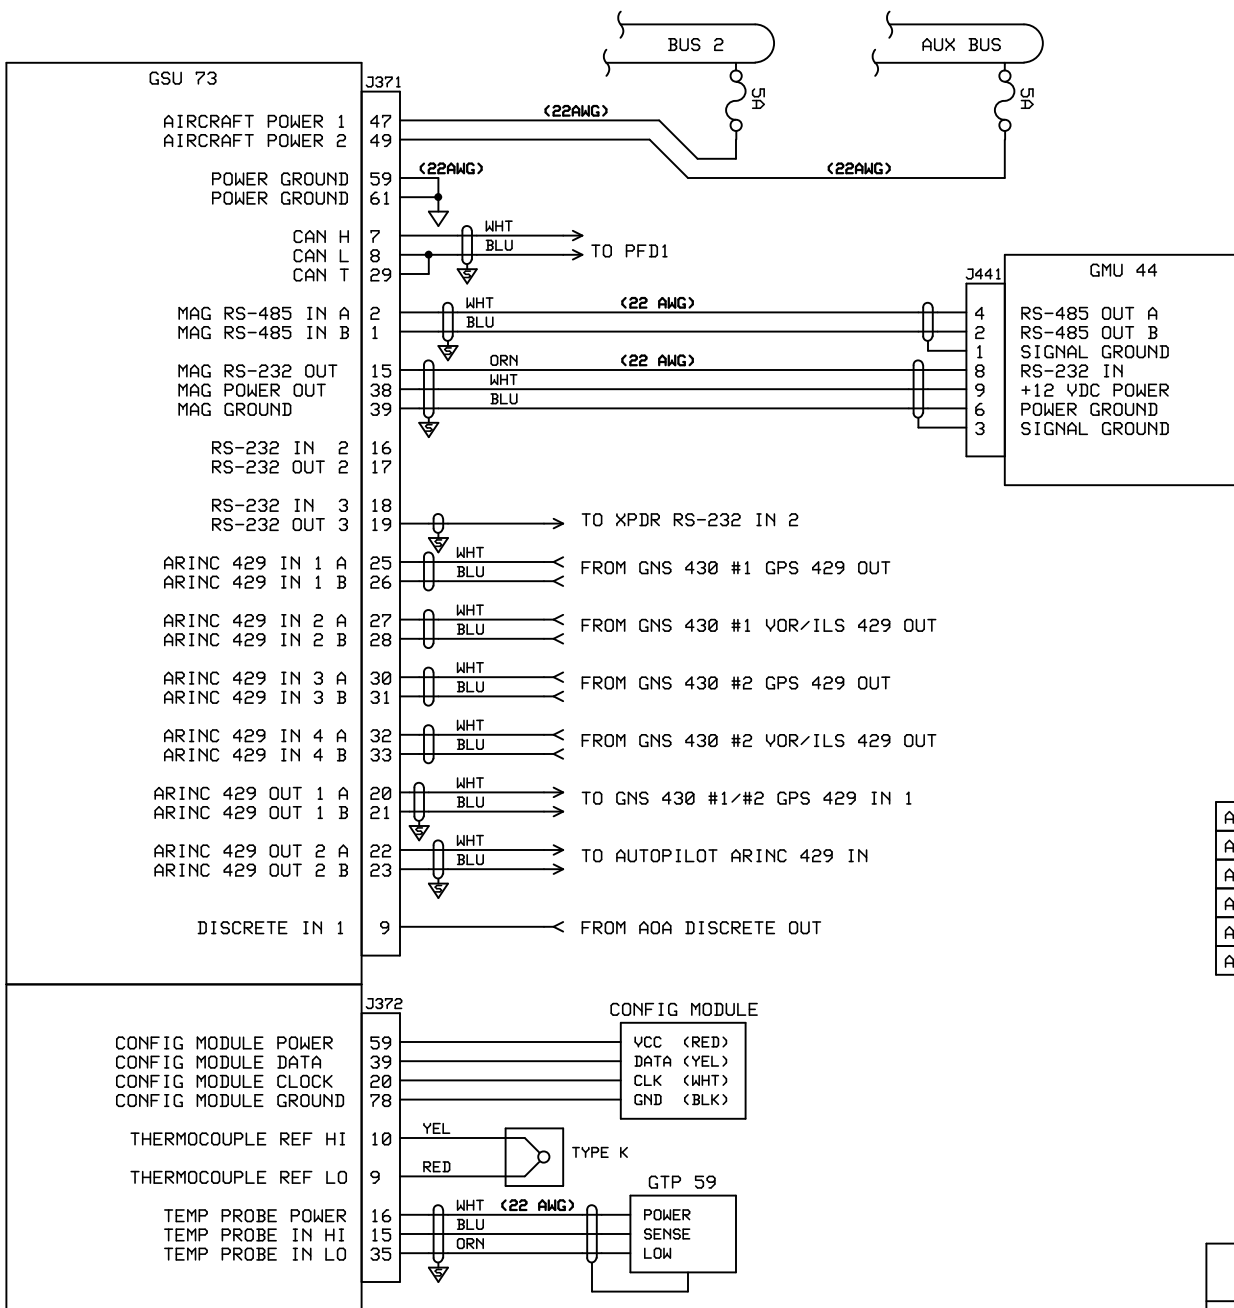 BUS 2
AUX BUS
5A
5A
GSU 73
J371
AIRCRAFT POWER 1 47
(22AWG)
AIRCRAFT POWER 2 49
(22AWG)
POWER GROUND 59
(22AWG)
POWER GROUND 61
CAN H 7 WHT
CAN L 8 BLU
TO PFD1
CAN T 29
MAG RS-485 IN A 2 WHT (22 AWG)
MAG RS-485 IN B 1 BLU
MAG RS-232 OUT 15 ORN (22 AWG)
MAG POWER OUT 38 WHT
MAG GROUND 39 BLU
J441
GMU 44
4 RS-485 OUT A
2 RS-485 OUT B
1 SIGNAL GROUND
8 RS-232 IN
9 +12 VDC POWER
6 POWER GROUND
3 SIGNAL GROUND
RS-232 IN 2 16
RS-232 OUT 2 17
RS-232 IN 3 18
RS-232 OUT 3 19
TO XPDR RS-232 IN 2
ARINC 429 IN 1 A 25 WHT
ARINC 429 IN 1 B 26 BLU
FROM GNS 430 #1 GPS 429 OUT
ARINC 429 IN 2 A 27 WHT
ARINC 429 IN 2 B 28 BLU
FROM GNS 430 #1 VOR/ILS 429 OUT
ARINC 429 IN 3 A 30 WHT
ARINC 429 IN 3 B 31 BLU
FROM GNS 430 #2 GPS 429 OUT
ARINC 429 IN 4 A 32 WHT
ARINC 429 IN 4 B 33 BLU
FROM GNS 430 #2 VOR/ILS 429 OUT
ARINC 429 OUT 1 A 20 WHT
ARINC 429 OUT 1 B 21 BLU
TO GNS 430 #1/#2 GPS 429 IN 1
ARINC 429 OUT 2 A 22 WHT
ARINC 429 OUT 2 B 23 BLU
TO AUTOPILOT ARINC 429 IN
DISCRETE IN 1 9
FROM AOA DISCRETE OUT
A
A
A
A
A
A
J372
CONFIG MODULE
CONFIG MODULE POWER 59 VCC (RED)
CONFIG MODULE DATA 39 DATA (YEL)
CONFIG MODULE CLOCK 20 CLK (WHT)
CONFIG MODULE GROUND 78 GND (BLK)
THERMOCOUPLE REF HI 10 YEL
TYPE K
THERMOCOUPLE REF LO 9 RED
GTP 59
TEMP PROBE POWER 16 WHT (22 AWG) POWER
TEMP PROBE IN HI 15 BLU SENSE
TEMP PROBE IN LO 35 ORN LOW
S
S
S
S
S
S
S